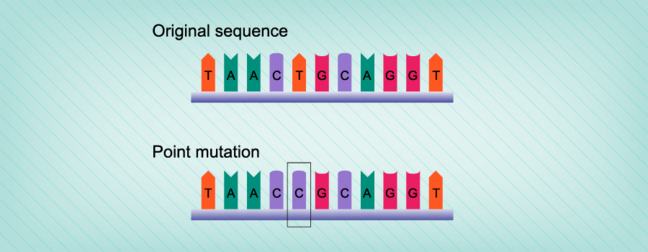 Original sequence
T A A C T G C A G G T
Point mutation
T A A C C G C A G G T